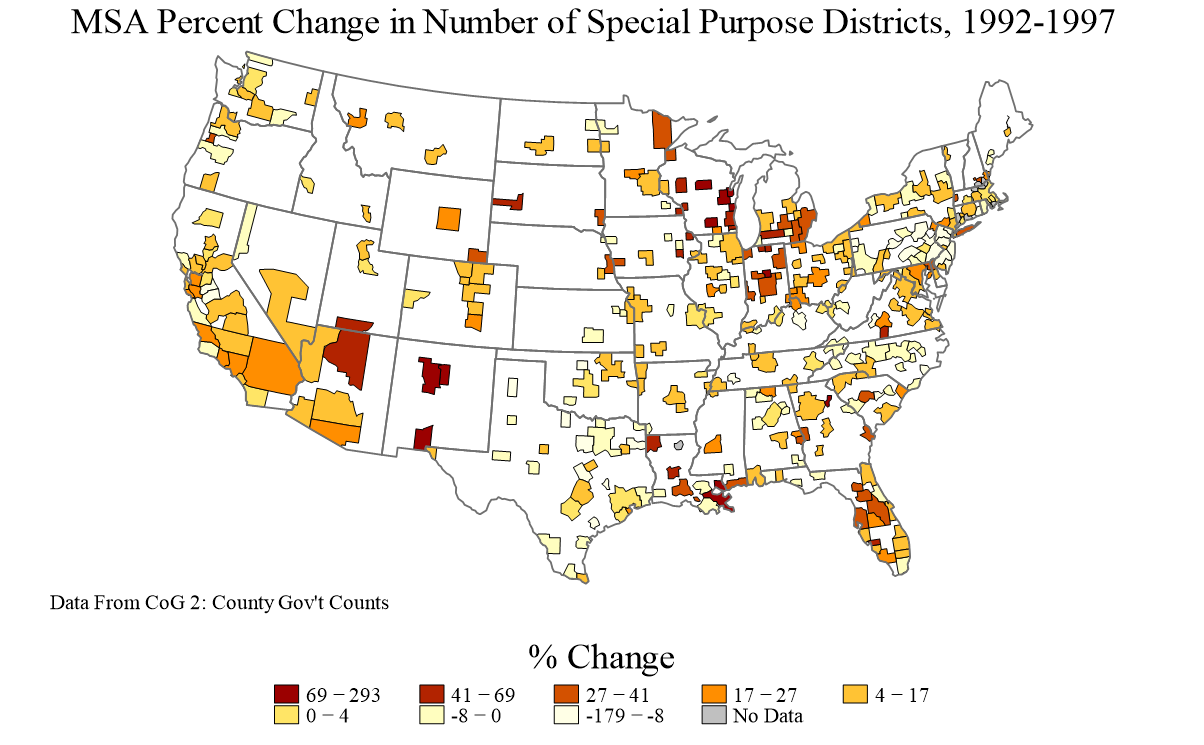 MSA Percent Change in Number of Special Purpose Districts, 1992-1997
Data From CoG 2: County Gov't Counts
% Change
69 − 293 41 − 69 27 − 41 17 − 27 4 − 17
0 − 4 -8 − 0 -179 − -8 No Data